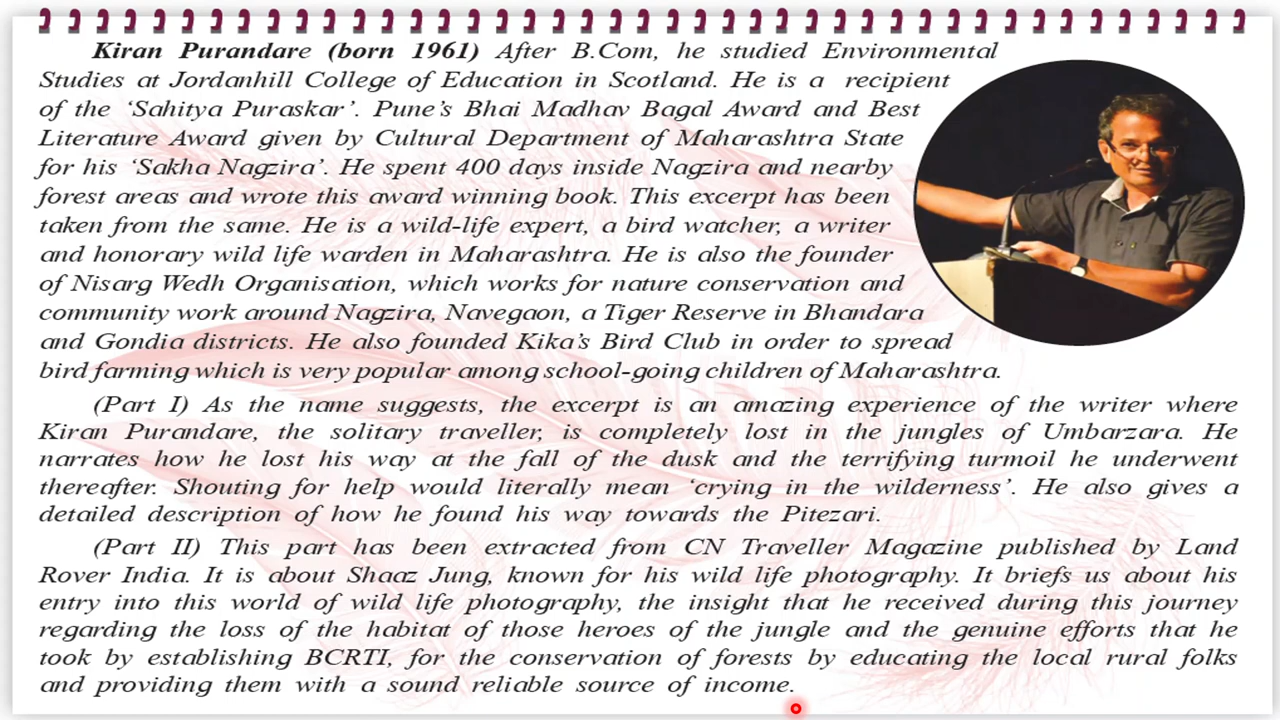 Kiran Purandare (born 1961) After B.Com, he studied Environmental
Studies at Jordanhill College of Education in Scotland. He is a recipient
of the ‘Sahitya Puraskar’. Pune’s Bhai Madhav Bagal Award and Best
Literature Award given by Cultural Department of Maharashtra State
for his ‘Sakha Nagzira’. He spent 400 days inside Nagzira and nearby
forest areas and wrote this award winning book. This excerpt has been
taken from the same. He is a wild-life expert, a bird watcher, a writer
and honorary wild life warden in Maharashtra. He is also the founder
of Nisarg Wedh Organisation, which works for nature conservation and
community work around Nagzira, Navegaon, a Tiger Reserve in Bhandara
and Gondia districts. He also founded Kika’s Bird Club in order to spread
bird farming which is very popular among school-going children of Maharashtra.
(Part I) As the name suggests, the excerpt is an amazing experience of the writer where
Kiran Purandare, the solitary traveller, is completely lost in the jungles of Umbarzara. He
narrates how he lost his way at the fall of the dusk and the terrifying turmoil he underwent
thereafter. Shouting for help would literally mean ‘crying in the wilderness’. He also gives a
detailed description of how he found his way towards the Pitezari.
(Part II) This part has been extracted from CN Traveller Magazine published by Land
Rover India. It is about Shaaz Jung, known for his wild life photography. It briefs us about his
entry into this world of wild life photography, the insight that he received during this journey
regarding the loss of the habitat of those heroes of the jungle and the genuine efforts that he
took by establishing BCRTI, for the conservation of forests by educating the local rural folks
and providing them with a sound reliable source of income.